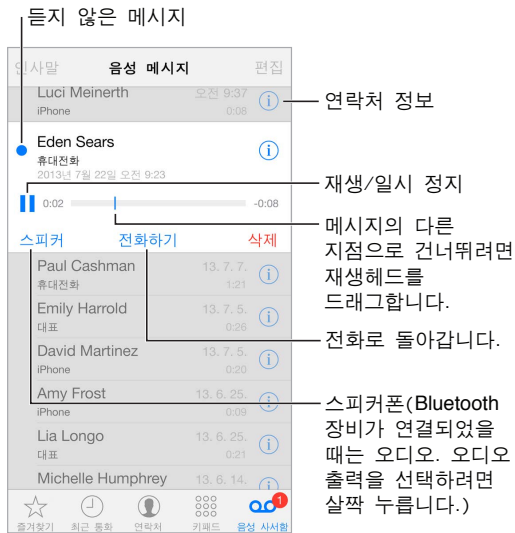 듣지 않은 메시지
인사말 음성 메시지 편집
Luci Meinerth 오전 9:37
iPhone 0:08
연락처 정보
Eden Sears
휴대전화
2013년 7월 22일 오전 9:23
재생/일시 정지
0:02 -0:08
메시지의 다른
지점으로 건너뛰려면
재생헤드를
드래그합니다.
스피커 전화하기 삭제
Paul Cashman 13. 7. 7.
휴대전화 1:21
Emily Harrold 13. 7. 5.
대표 0:26
전화로 돌아갑니다.
David Martinez 13. 7. 5.
iPhone 0:20
Amy Frost 13. 6. 25.
iPhone 0:09
스피커폰(Bluetooth
장비가 연결되었을
때는 오디오. 오디오
출력을 선택하려면
살짝 누릅니다.)
Lia Longo 13. 6. 25.
대표 0:21
Michelle Humphrey 13. 6. 14.
1
즐겨찾기 최근 통화 연락처 키패드 음성 사서함